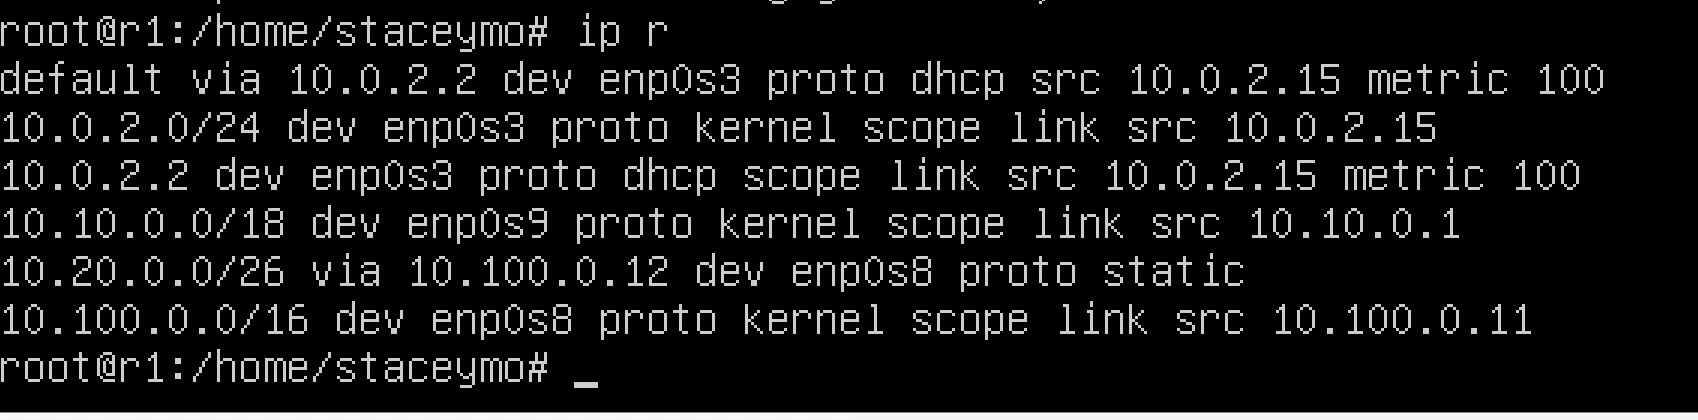 root@r1:/home/staceymo# ip r
default via 10.0.2.2 dev enp0s3 proto dhcp src 10.0.2.15 metric 100
10.0.2.0/24 dev enp0s3 proto kernel scope link src 10.0.2.15
10.0.2.2 dev enp0s3 proto dhcp scope link src 10.0.2.15 metric 100
10.10.0.0/18 dev enp0s9 proto kernel scope link src 10.10.0.1
10.20.0.0/26 via 10.100.0.12 dev enp0s8 proto static
10.100.0.0/16 dev enp0s8 proto kernel scope link src 10.100.0.11
root@r1:/home/staceymo# _